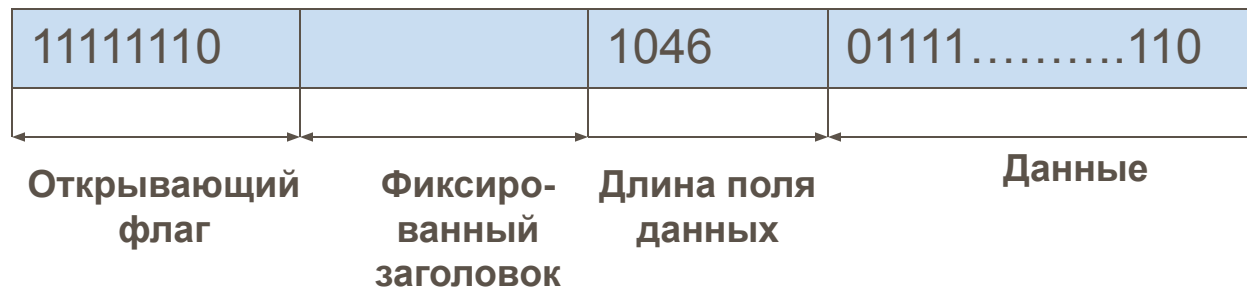 11111110 1046 01111……….110
Открывающий флаг
Фиксиро-
ванный
заголовок
Длина поля
данных
Данные